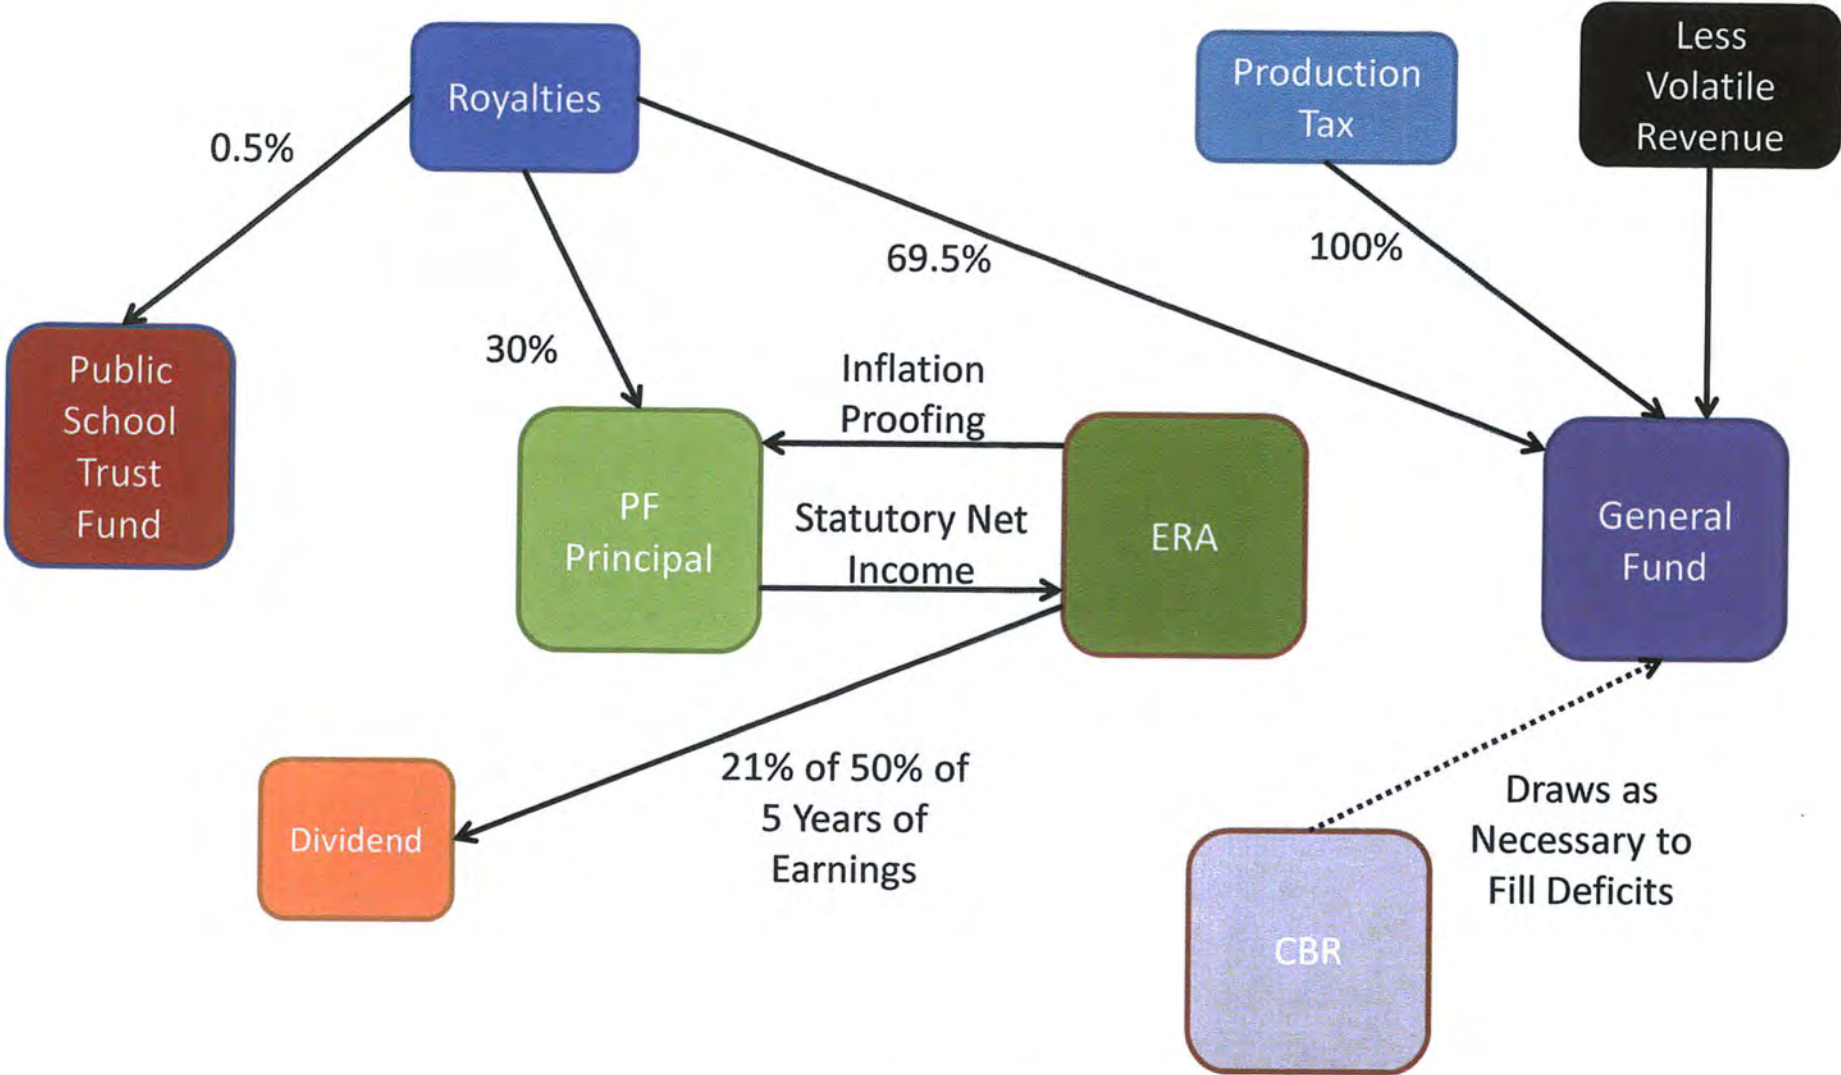 Royalties
Production
Tax
Less
Volatile
Revenue
0.5%
30%
69.5%
100%
Public
School
Trust
Fund
Inflation
Proofing
PF
Principal
Statutory Net
Income
ERA
General
Fund
21% of 50% of
5 Years of
Earnings
Dividend
Draws as
Necessary to
Fill Deficits
CBR